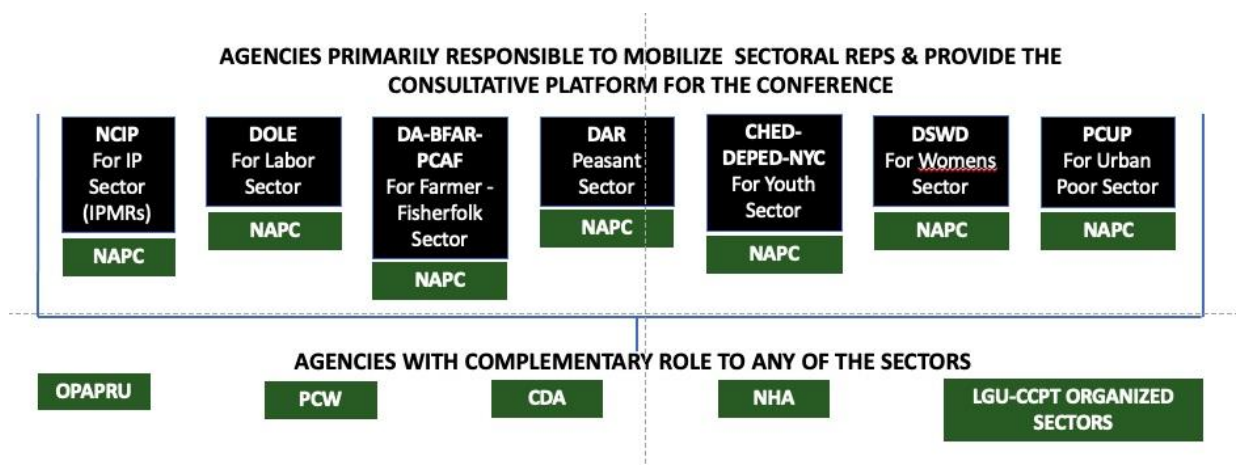 AGENCIES PRIMARILY RESPONSIBLE TO MOBILIZE SECTORAL REPS & PROVIDE THE
CONSULTATIVE PLATFORM FOR THE CONFERENCE
NCIP
For IP
Sector
(IPMRs)
NAPC
DOLE
For Labor
Sector
NAPC
DA-BFAR-
PCAF
For Farmer -
Fisherfolk
Sector
NAPC
DAR
Peasant
Sector
NAPC
CHED-
DEPED-NYC
For Youth
Sector
NAPC
DSWD
For Womens
Sector
NAPC
PCUP
For Urban
Poor Sector
NAPC
AGENCIES WITH COMPLEMENTARY ROLE TO ANY OF THE SECTORS
OPAPRU
PCW
CDA
NHA
LGU-CCPT ORGANIZED
SECTORS